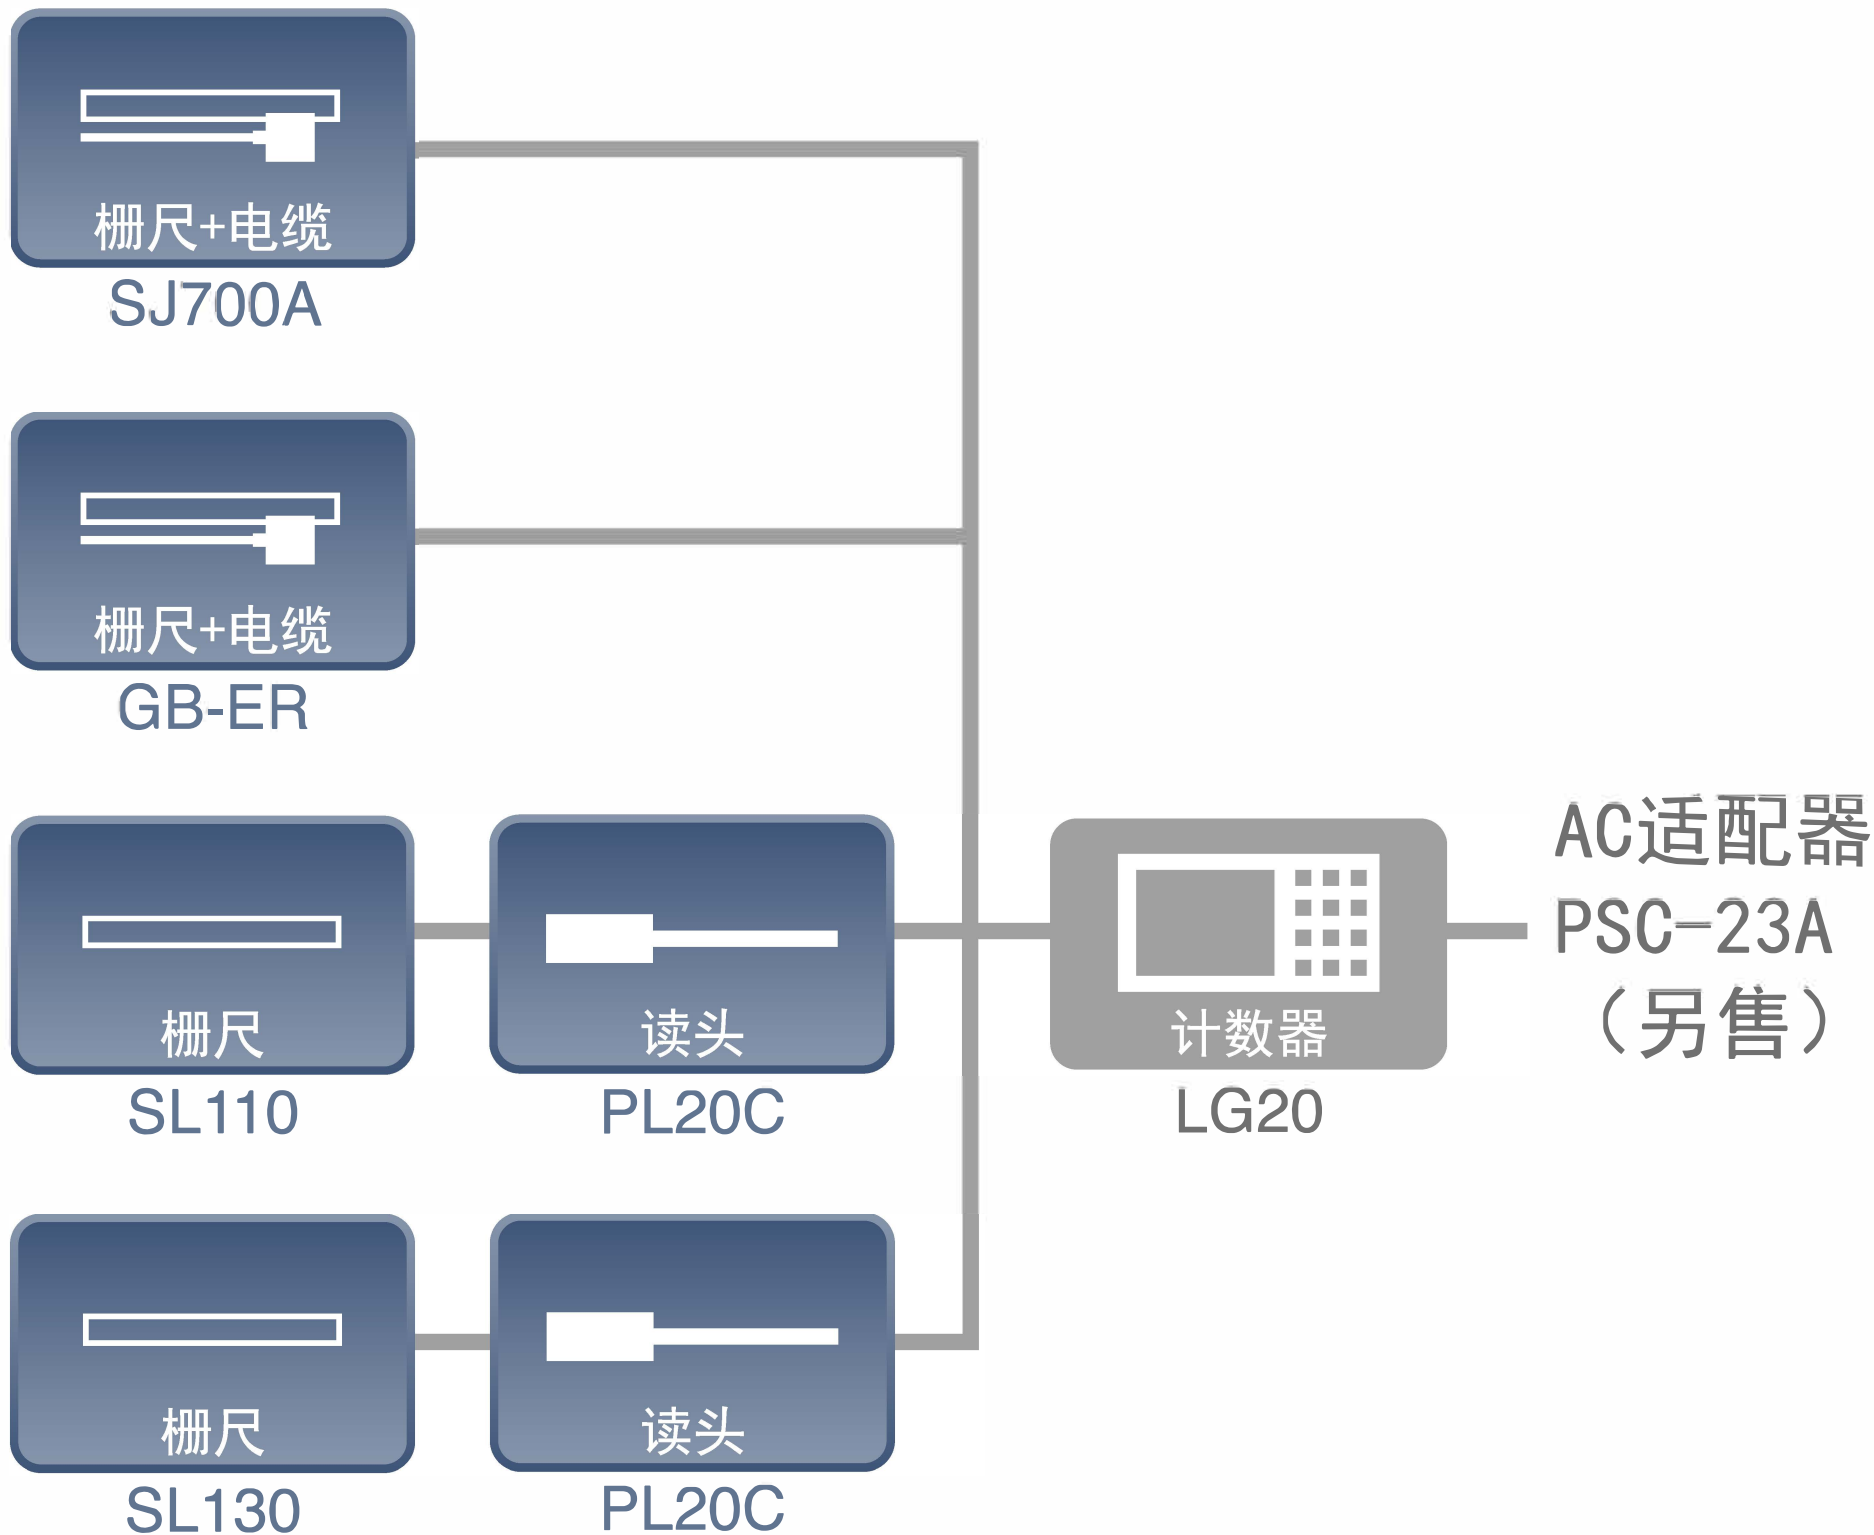 栅尺+电缆
SJ700A
栅尺+电缆
GB-ER
栅尺
SL110
读头
PL20C
计数器
LG20
AC适配器
PSC-23A
（另售）
栅尺
SL130
读头
PL20C